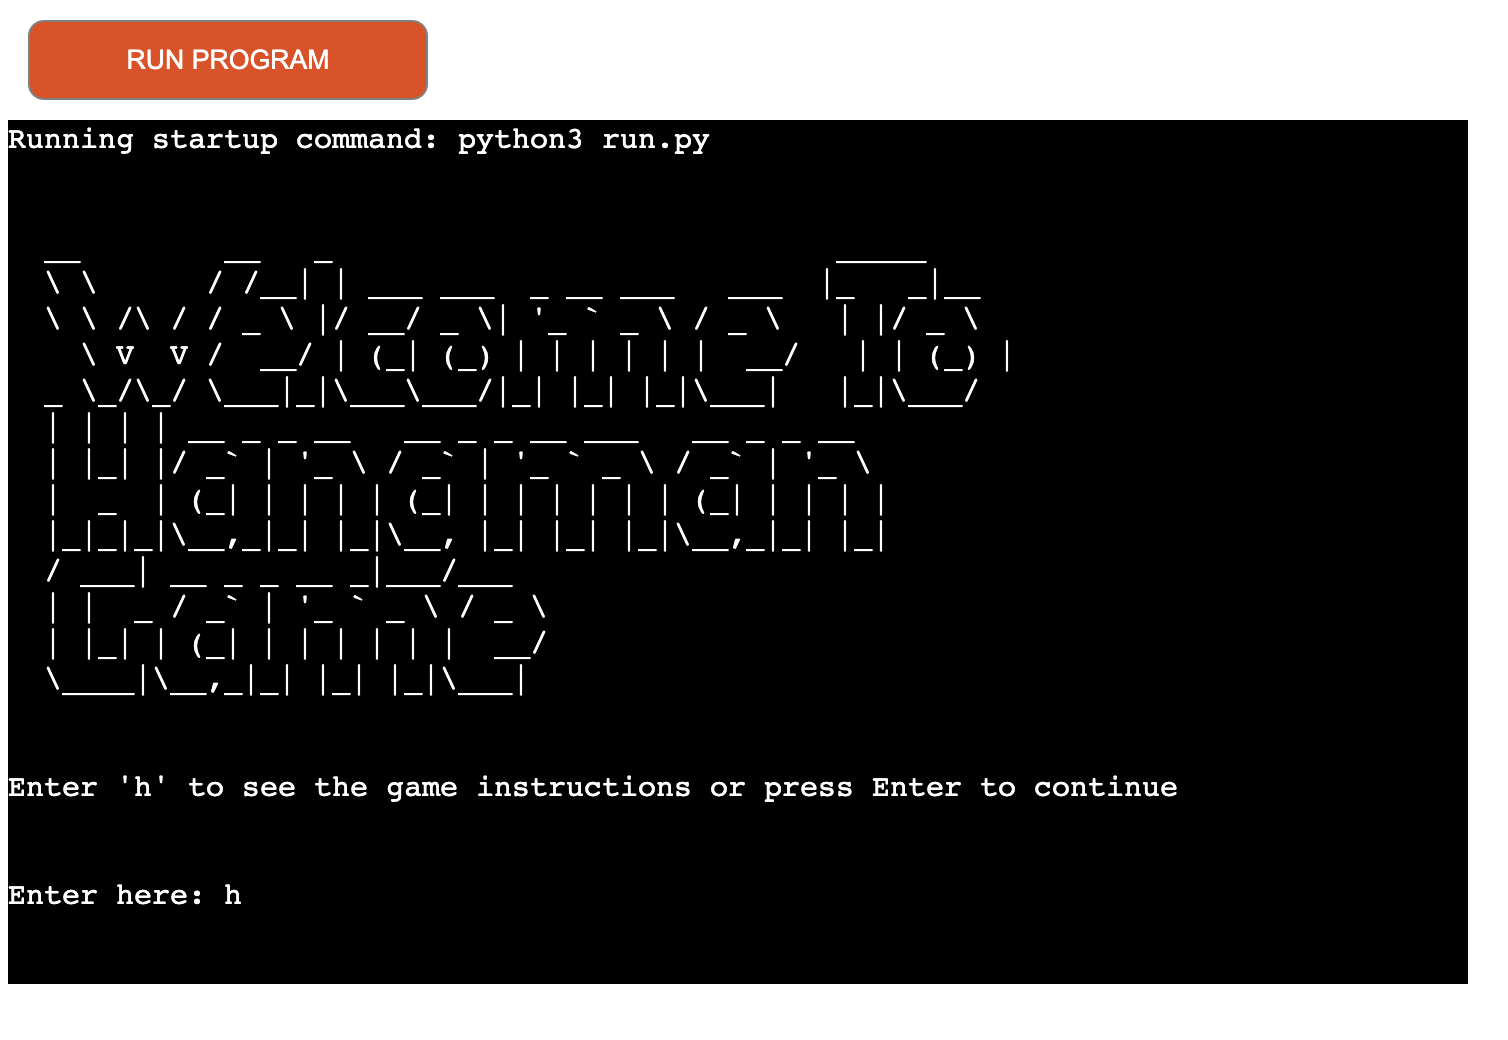 RUN PROGRAM
Running startup command: python3 run.py
Welcome To
Hangman
Game
Enter 'h' to see the game instructions or press Enter to continue
Enter here: h